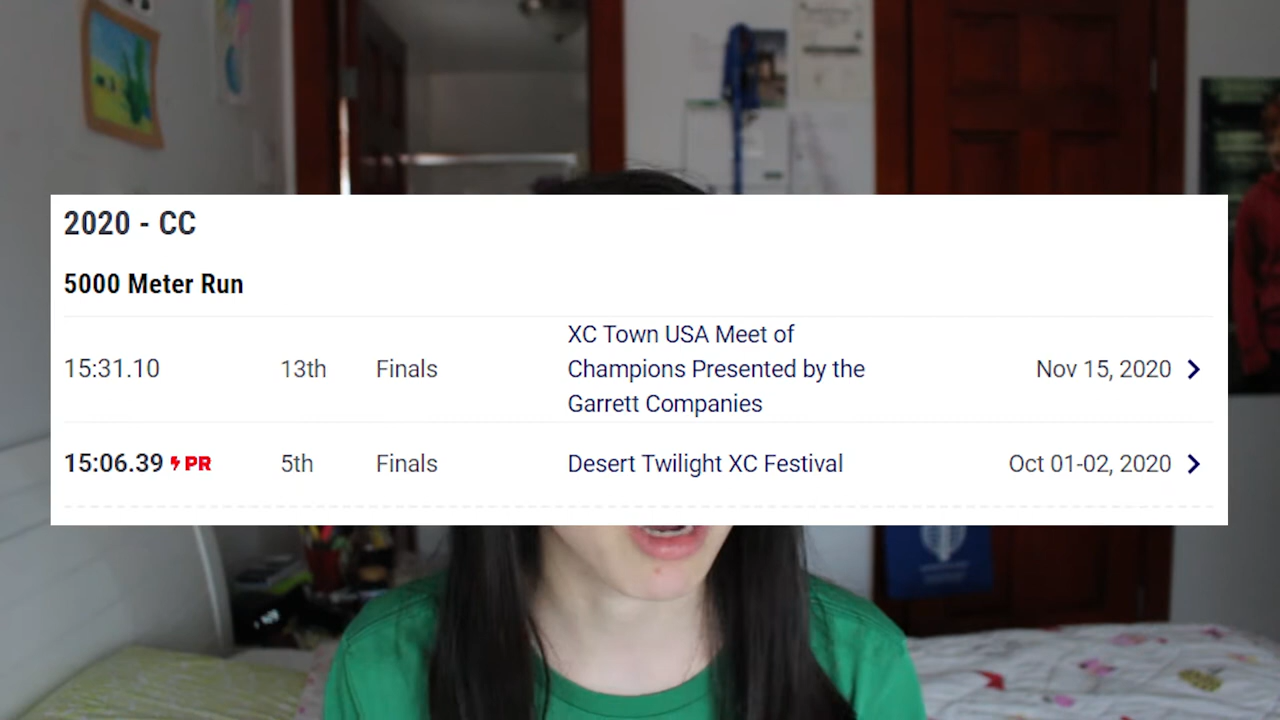 2020 - CC
5000 Meter Run
XC Town USA Meet of
15:31.10 13th Finals Champions Presented by the Nov 15, 2020
Garrett Companies
15:06.39 PR 5th Finals Desert Twilight XC Festival Oct 01-02, 2020